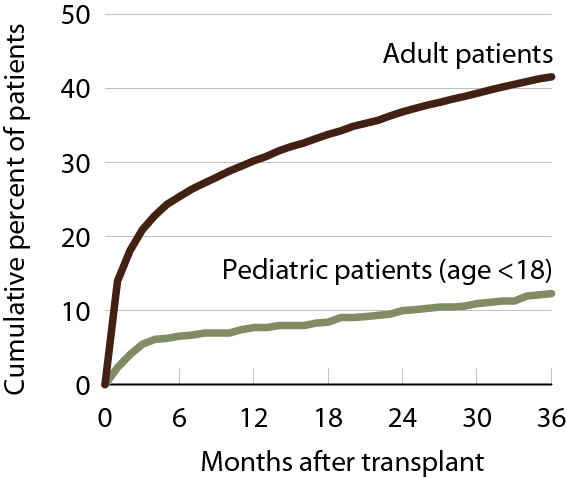 Cumulative percent of patients
50
40
30
20
10
0
Adult patients
Pediatric patients (age <18)
0 6 12 18 24 30 36
Months after transplant